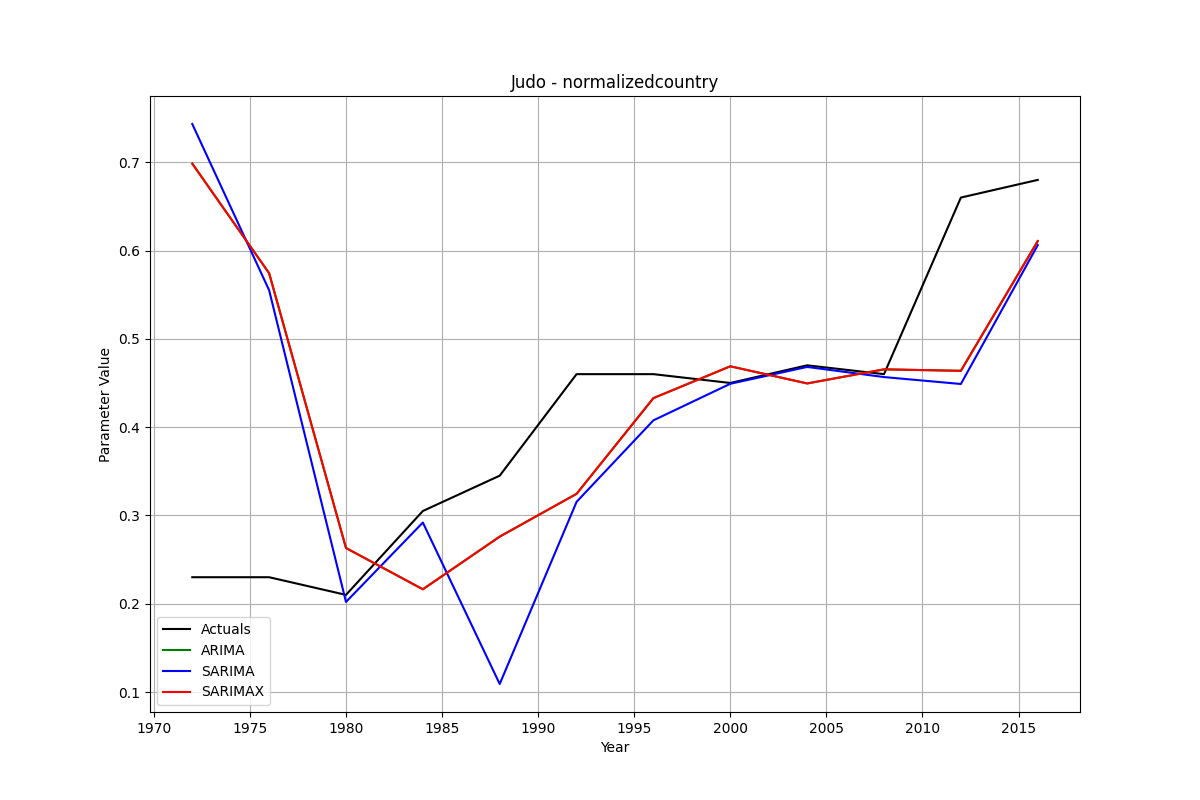 Judo - normalizedcountry
Parameter Value
0.7
0.6
0.5
0.4
0.3
0.2
0.1
Actuals
ARIMA
SARIMA
SARIMAX
1970 1975 1980 1985 1990 1995 2000 2005 2010 2015
Year